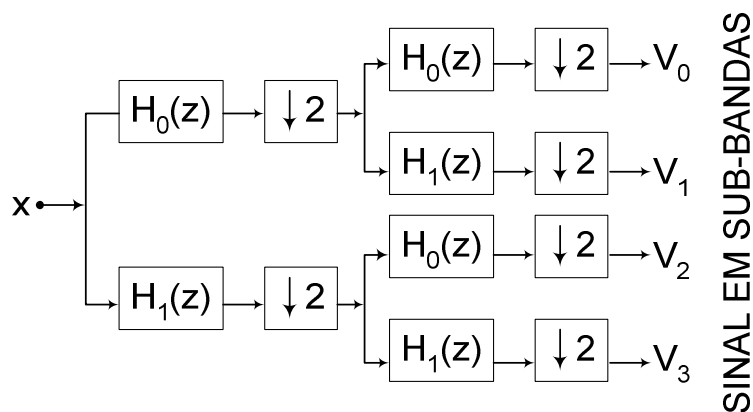 H₀(z) ↓2 V₀
H₀(z) ↓2
H₁(z) ↓2 V₁
x
H₀(z) ↓2 V₂
H₁(z) ↓2
H₁(z) ↓2 V₃
SINAL EM SUB-BANDAS